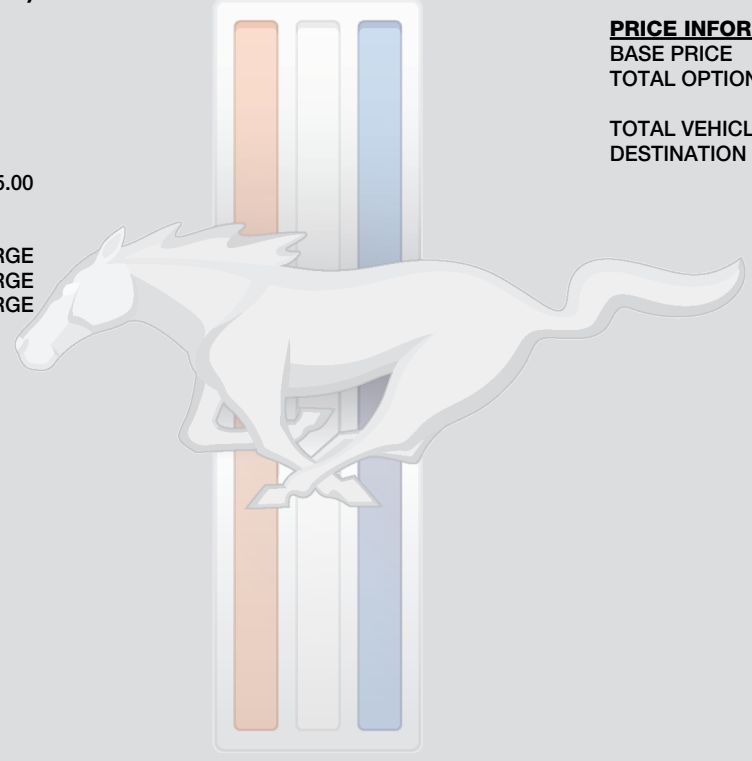 5.00
RGE
RGE
RGE
PRICE INFOR
BASE PRICE
TOTAL OPTION
TOTAL VEHICL
DESTINATION